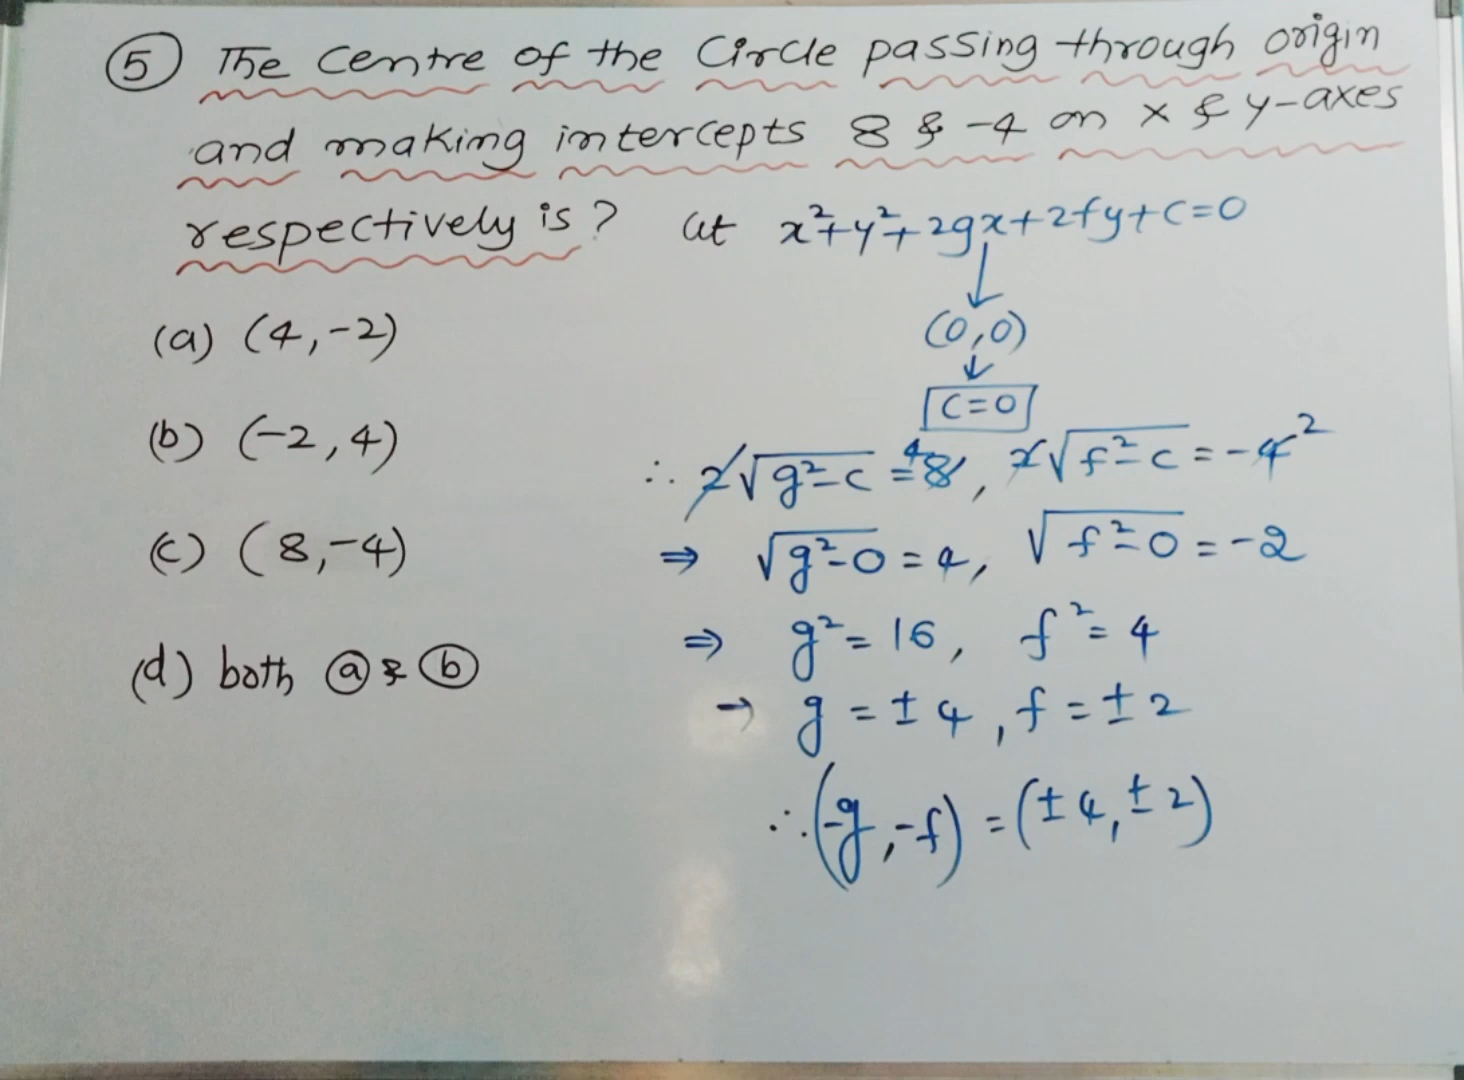 ⑤ The centre of the Circle passing through origin
and making intercepts 8 & -4 on x & y-axes
respectively is? let x²+y²+2gx+2fy+c=0
(0,0)
(a) (4,-2)
c=0
(b) (-2,4)
∴ 2√g²-c = 8 4, 2√f²-c = -4 2
(c) (8,-4)
⇒ √g²-0 = 4, √f²-0 = -2
⇒ g² = 16, f² = 4
(d) both ⓐ & ⓑ
→ g = ±4, f = ±2
∴ (-g,-f) = (±4,±2)